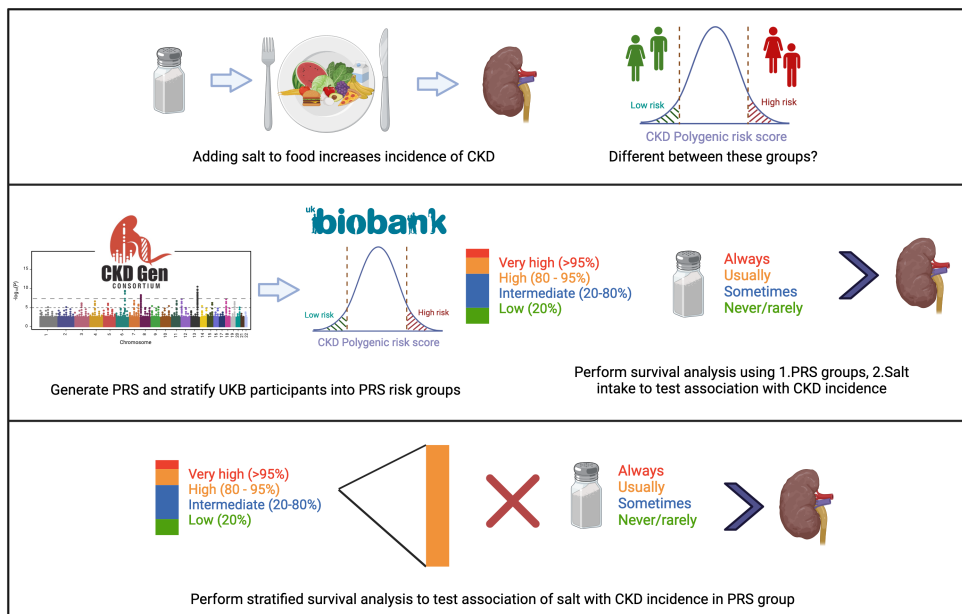 Low risk
High risk
CKD Polygenic risk score
Adding salt to food increases incidence of CKD
Different between these groups?
CKD Gen
CONSORTIUM
-log₁₀(P)
15
10
5
0
Chromosome
uk
biobank
Low risk
High risk
CKD Polygenic risk score
Generate PRS and stratify UKB participants into PRS risk groups
Very high (>95%)
High (80 - 95%)
Intermediate (20-80%)
Low (20%)
Always
Usually
Sometimes
Never/rarely
Perform survival analysis using 1.PRS groups, 2.Salt
intake to test association with CKD incidence
Very high (>95%)
High (80 - 95%)
Intermediate (20-80%)
Low (20%)
Always
Usually
Sometimes
Never/rarely
Perform stratified survival analysis to test association of salt with CKD incidence in PRS group